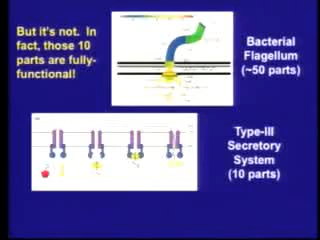 But it's not. In
fact, those 10
parts are fully-
functional!
Bacterial
Flagellum
(~50 parts)
Type-III
Secretory
System
(10 parts)